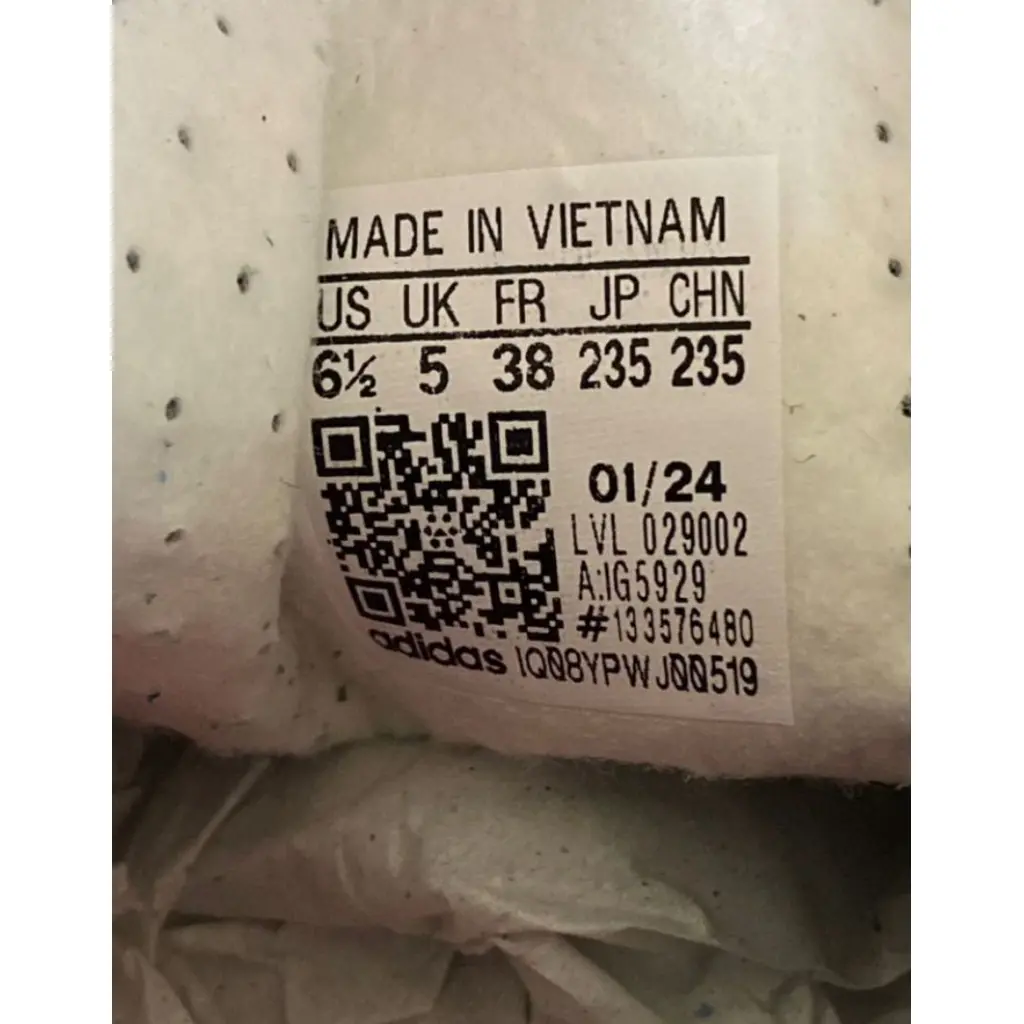 MADE IN VIETNAM
US UK FR JP CHN
6½ 5 38 235 235
01/24
LVL 029002
A:IG5929
#133576480
adidas 1Q08YPWJ00519